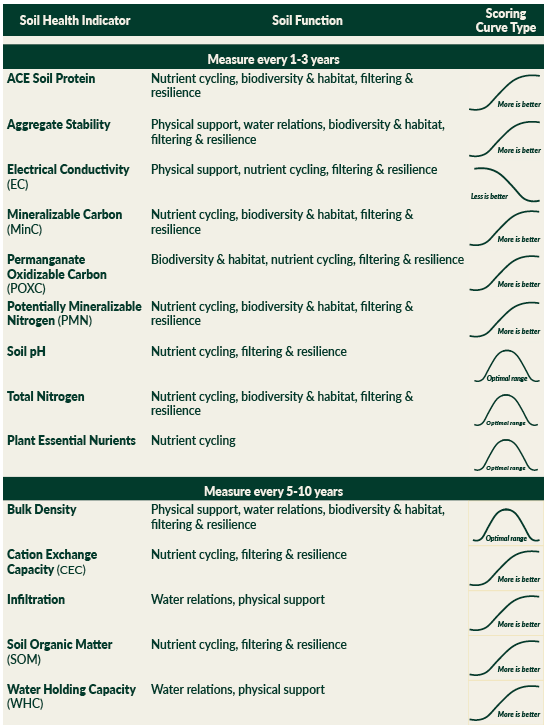 Soil Health Indicator
Soil Function
Scoring
Curve Type
Measure every 1-3 years
ACE Soil Protein
Nutrient cycling, biodiversity & habitat, filtering &
resilience
More is better
Aggregate Stability
Physical support, water relations, biodiversity & habitat,
filtering & resilience
More is better
Electrical Conductivity
(EC)
Physical support, nutrient cycling, filtering & resilience
Less is better
Mineralizable Carbon
(MinC)
Nutrient cycling, biodiversity & habitat, filtering &
resilience
More is better
Permanganate
Oxidizable Carbon
(POXC)
Biodiversity & habitat, nutrient cycling, filtering & resilience
More is better
Potentially Mineralizable
Nitrogen (PMN)
Nutrient cycling, biodiversity & habitat, filtering &
resilience
More is better
Soil pH
Nutrient cycling, filtering & resilience
Optimal range
Total Nitrogen
Nutrient cycling, biodiversity & habitat, filtering &
resilience
Optimal range
Plant Essential Nurients
Nutrient cycling
Optimal range
Measure every 5-10 years
Bulk Density
Physical support, water relations, biodiversity & habitat,
filtering & resilience
Optimal range
Cation Exchange
Capacity (CEC)
Nutrient cycling, filtering & resilience
More is better
Infiltration
Water relations, physical support
More is better
Soil Organic Matter
(SOM)
Nutrient cycling, filtering & resilience
More is better
Water Holding Capacity
(WHC)
Water relations, physical support
More is better